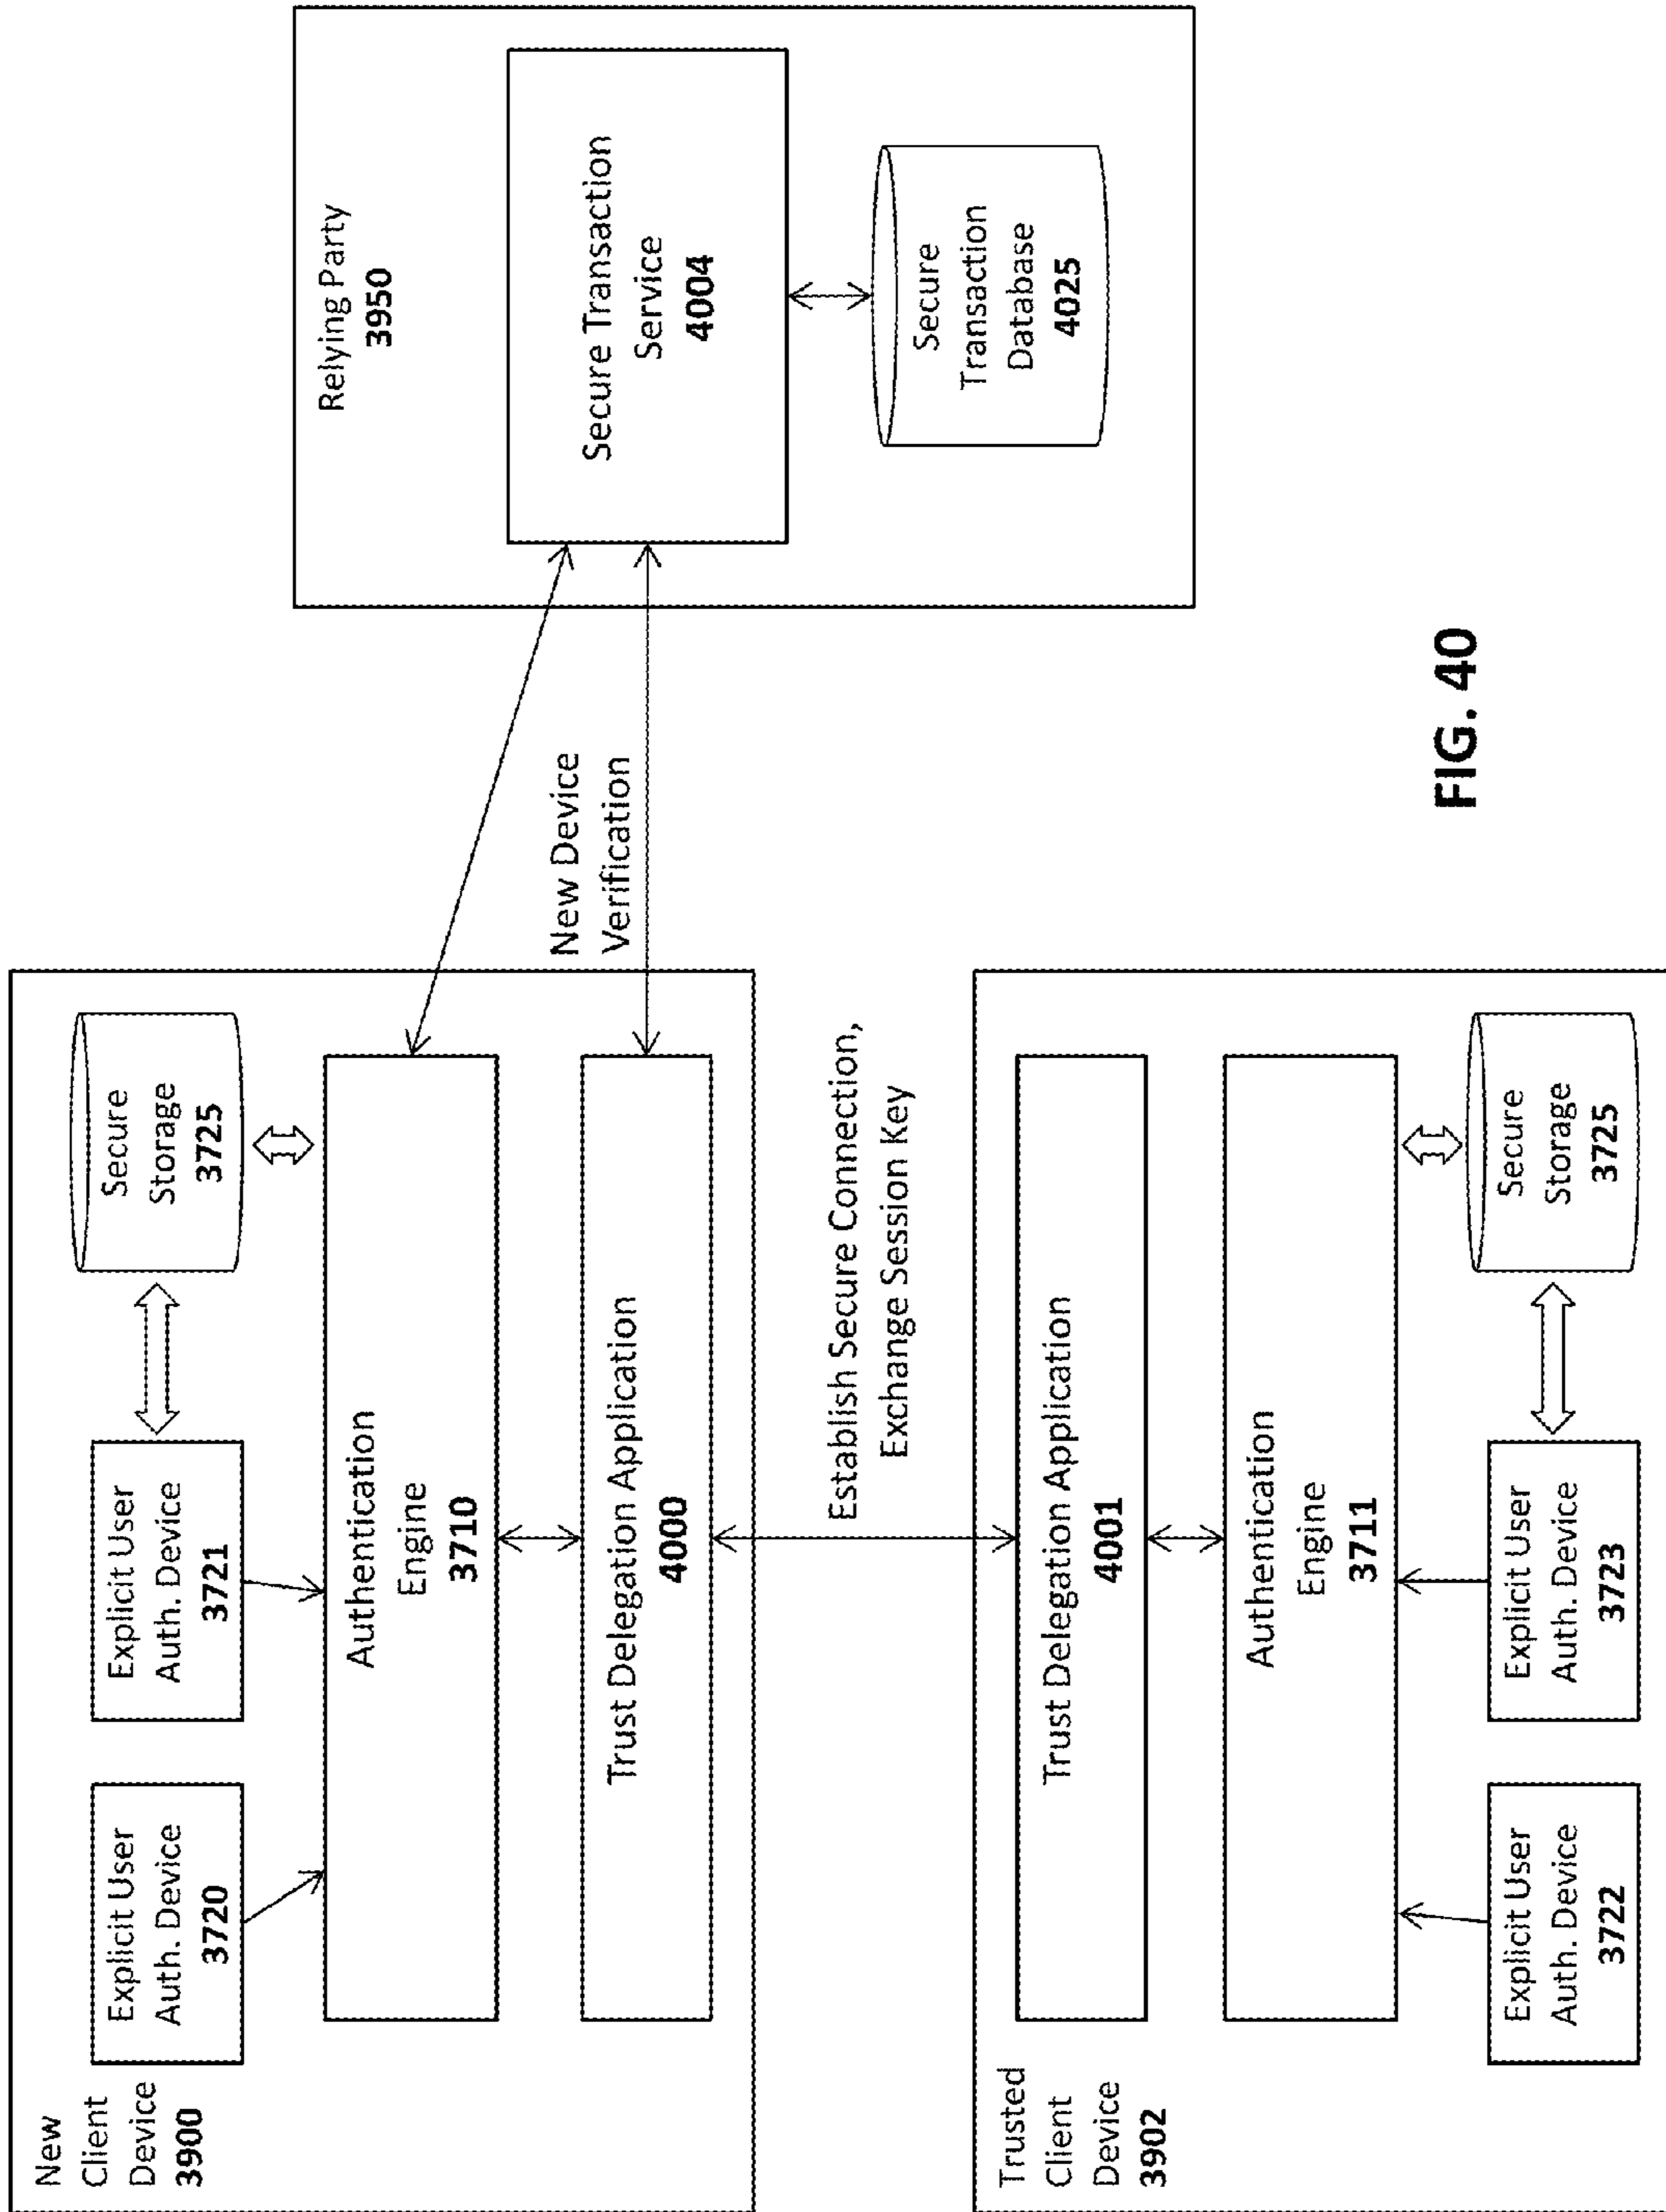 New
Client
Device
3900
Explicit User
Auth. Device
3720
Explicit User
Auth. Device
3721
Secure
Storage
3725
Authentication
Engine
3710
Trust Delegation Application
4000
New Device
Verification
Relying Party
3950
Secure Transaction
Service
4004
Secure
Transaction
Database
4025
Establish Secure Connection,
Exchange Session Key
Trusted
Client
Device
3902
Trust Delegation Application
4001
Authentication
Engine
3711
Explicit User
Auth. Device
3722
Explicit User
Auth. Device
3723
Secure
Storage
3725
FIG. 40